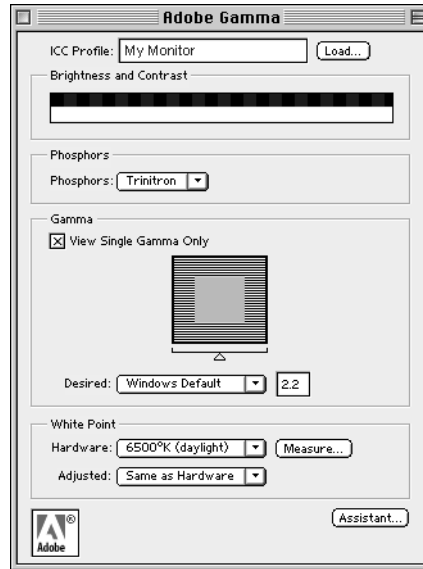 Adobe Gamma
ICC Profile: My Monitor Load...
Brightness and Contrast
Phosphors
Phosphors: Trinitron
Gamma
View Single Gamma Only
Desired: Windows Default 2.2
White Point
Hardware: 6500°K (daylight) Measure...
Adjusted: Same as Hardware
Assistant...
®
Adobe